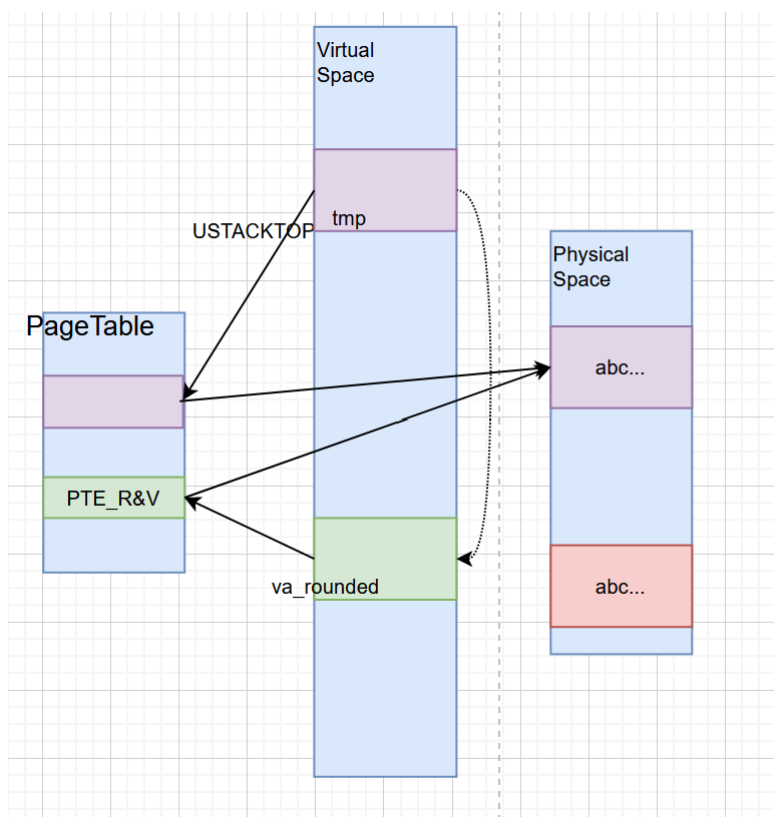 Virtual
Space
tmp
USTACKTOP
Physical
Space
PageTable
abc...
PTE_R&V
va_rounded
abc...